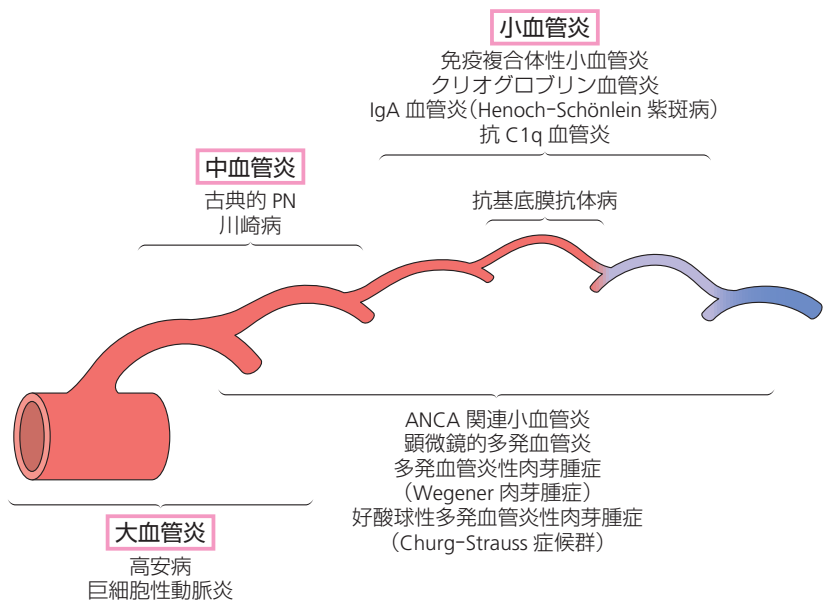 小血管炎
免疫複合体性小血管炎
クリオグロブリン血管炎
IgA 血管炎（Henoch-Schönlein 紫斑病）
抗 C1q 血管炎
中血管炎
古典的 PN
川崎病
抗基底膜抗体病
ANCA 関連小血管炎
顕微鏡的多発血管炎
多発血管炎性肉芽腫症
（Wegener 肉芽腫症）
好酸球性多発血管炎性肉芽腫症
（Churg-Strauss 症候群）
大血管炎
高安病
巨細胞性動脈炎